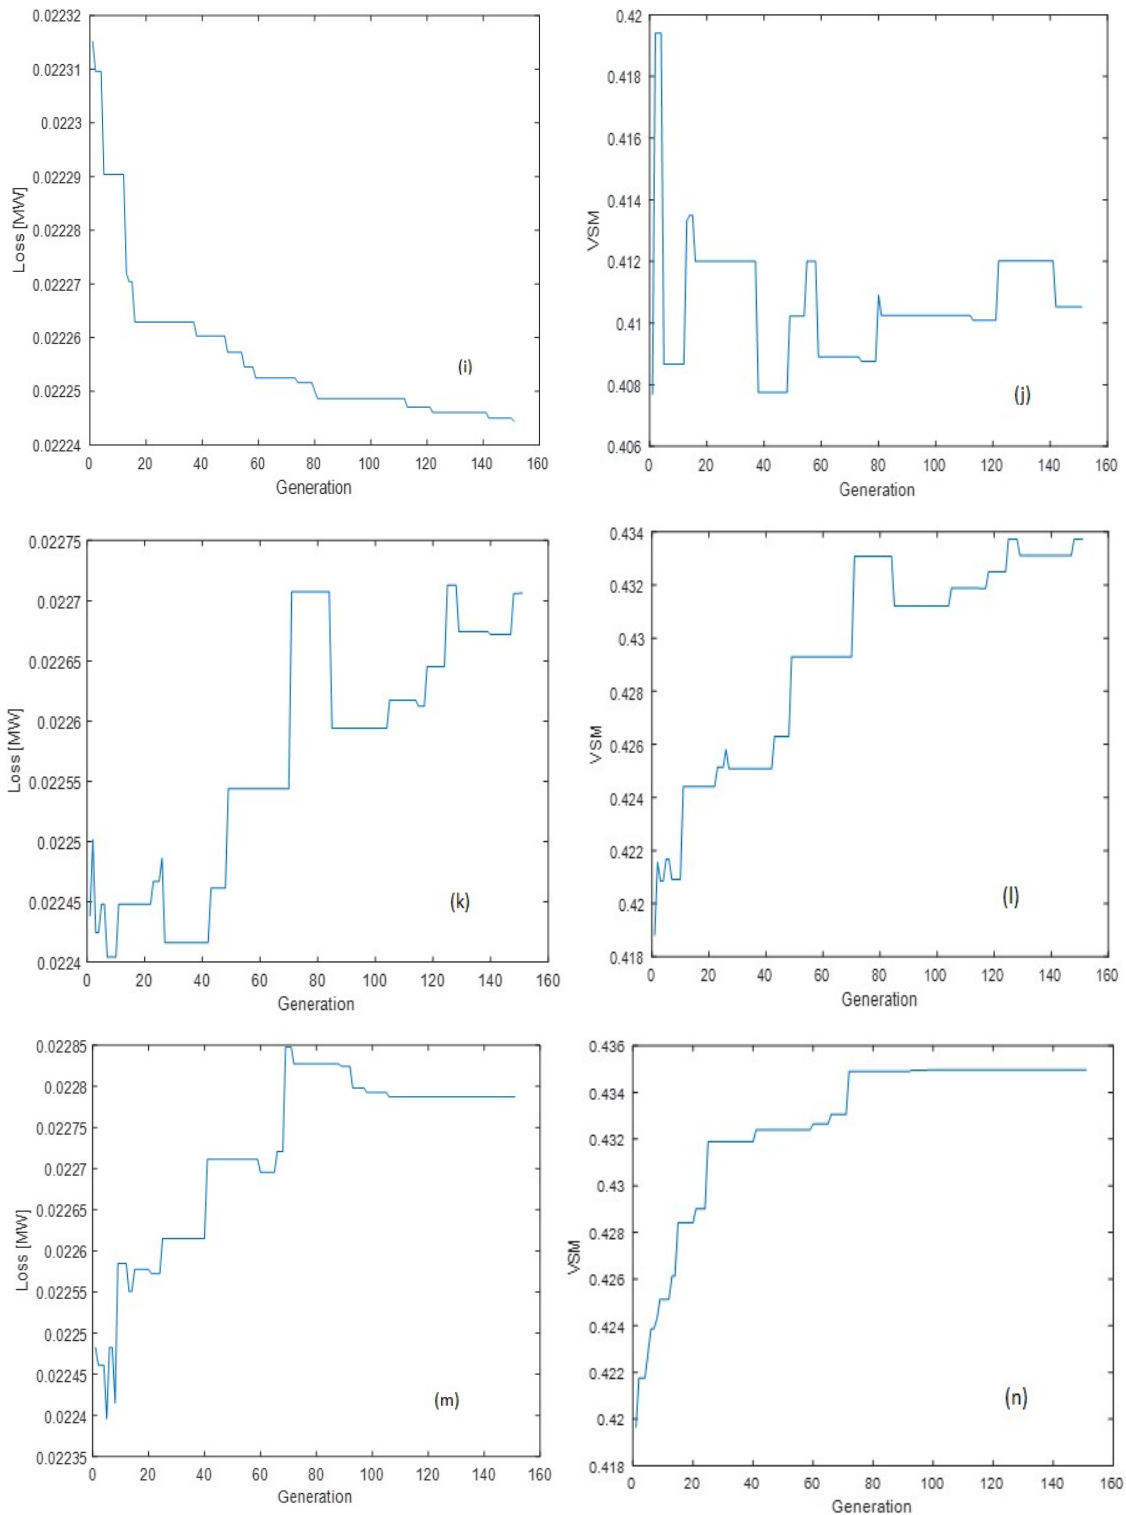 0.02232
0.02231
0.0223
0.02229
0.02228
0.02227
0.02226
0.02225
0.02224
Loss [MW]
0 20 40 60 80 100 120 140 160
Generation
(i)
0.42
0.418
0.416
0.414
0.412
0.41
0.408
0.406
VSM
0 20 40 60 80 100 120 140 160
Generation
(j)
0.02275
0.0227
0.02265
0.0226
0.02255
0.0225
0.02245
0.0224
Loss [MW]
0 20 40 60 80 100 120 140 160
Generation
(k)
0.434
0.432
0.43
0.428
0.426
0.424
0.422
0.42
0.418
VSM
0 20 40 60 80 100 120 140 160
Generation
(l)
0.02285
0.0228
0.02275
0.0227
0.02265
0.0226
0.02255
0.0225
0.02245
0.0224
0.02235
Loss [MW]
0 20 40 60 80 100 120 140 160
Generation
(m)
0.436
0.434
0.432
0.43
0.428
0.426
0.424
0.422
0.42
0.418
VSM
0 20 40 60 80 100 120 140 160
Generation
(n)